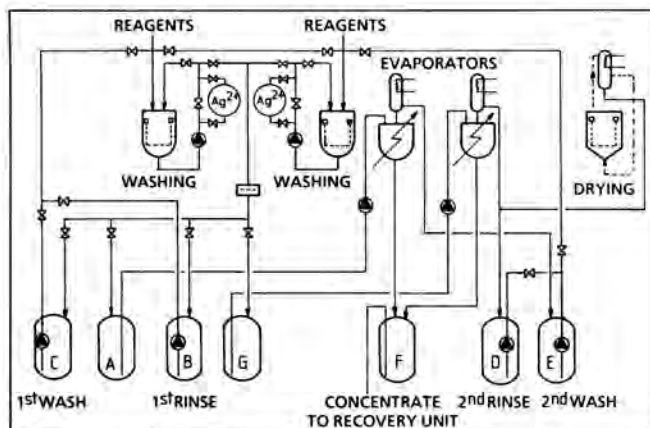 REAGENTS
REAGENTS
EVAPORATORS
Ag2+
Ag2+
WASHING
WASHING
DRYING
C
A
B
G
F
D
E
1st WASH
1st RINSE
CONCENTRATE
TO RECOVERY UNIT
2nd RINSE
2nd WASH